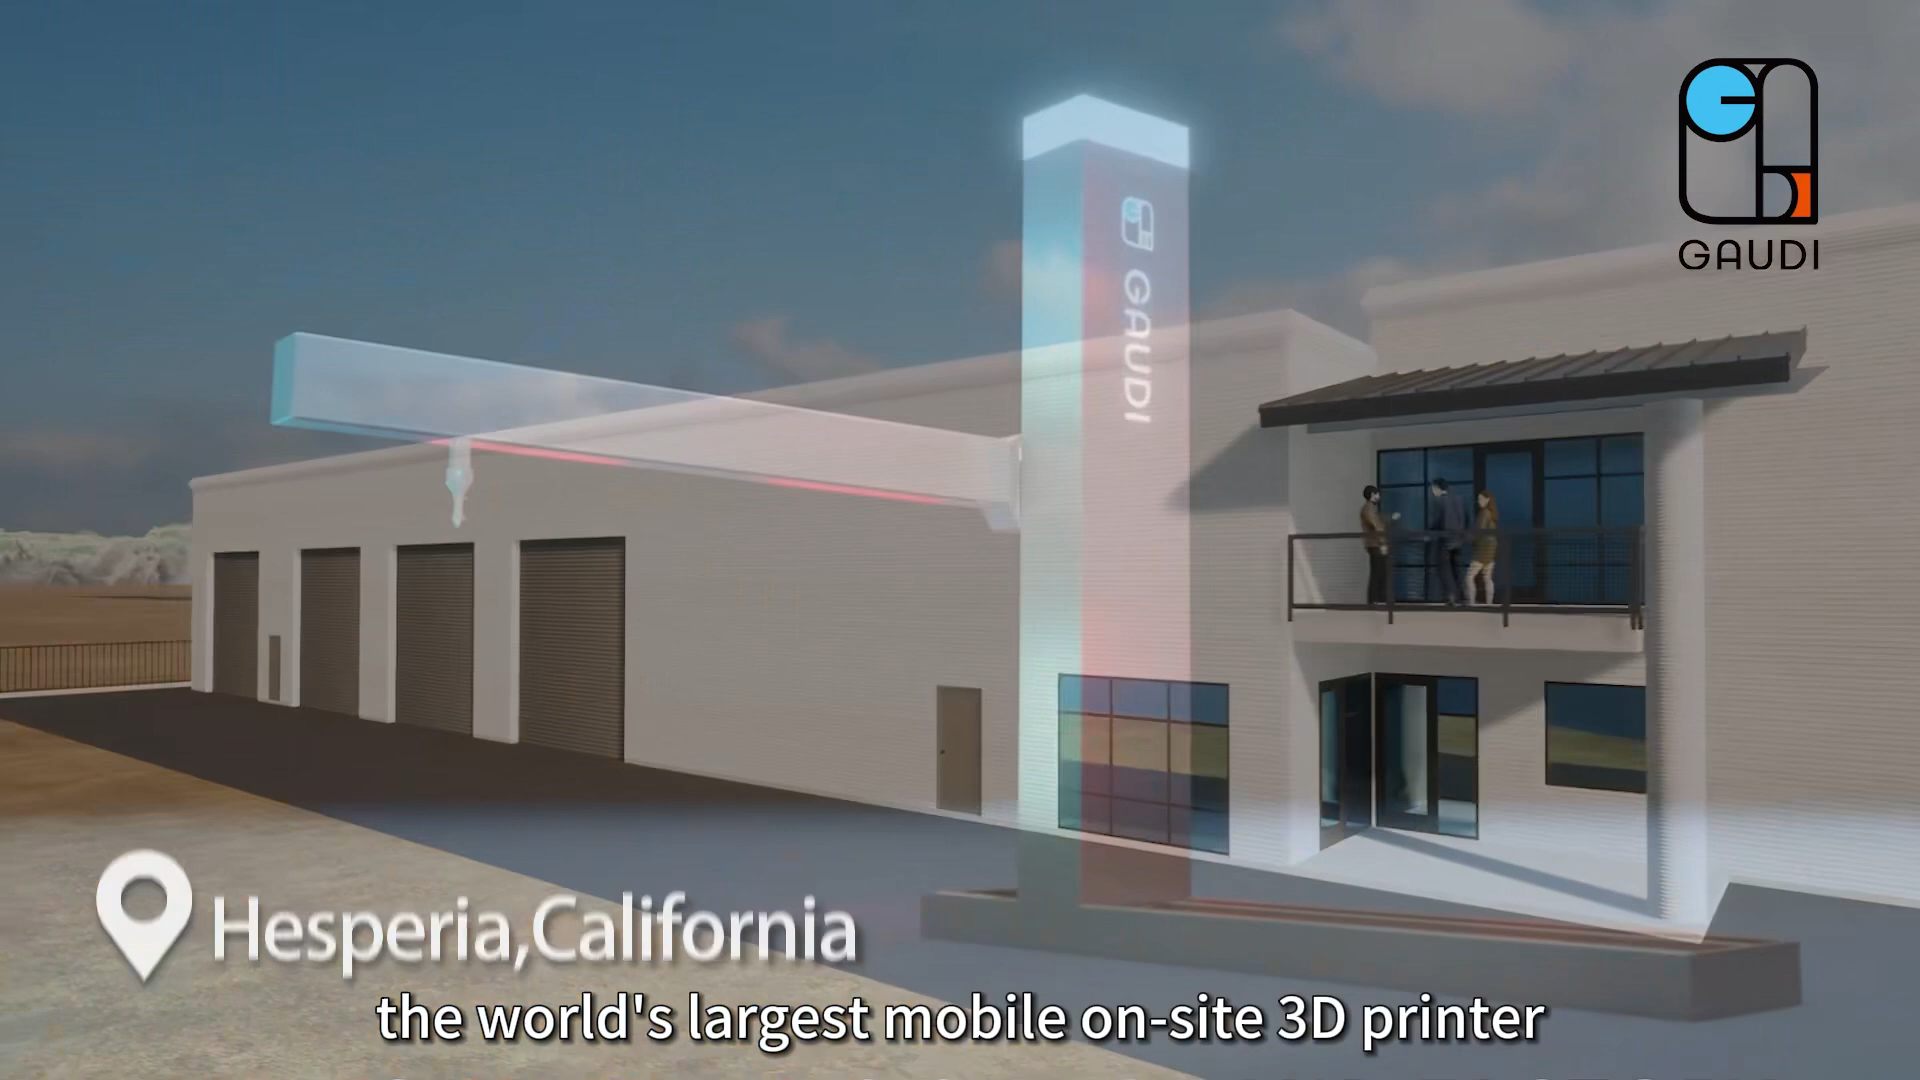 GAUDI
GAUDI
Hesperia,California
the world's largest mobile on-site 3D printer